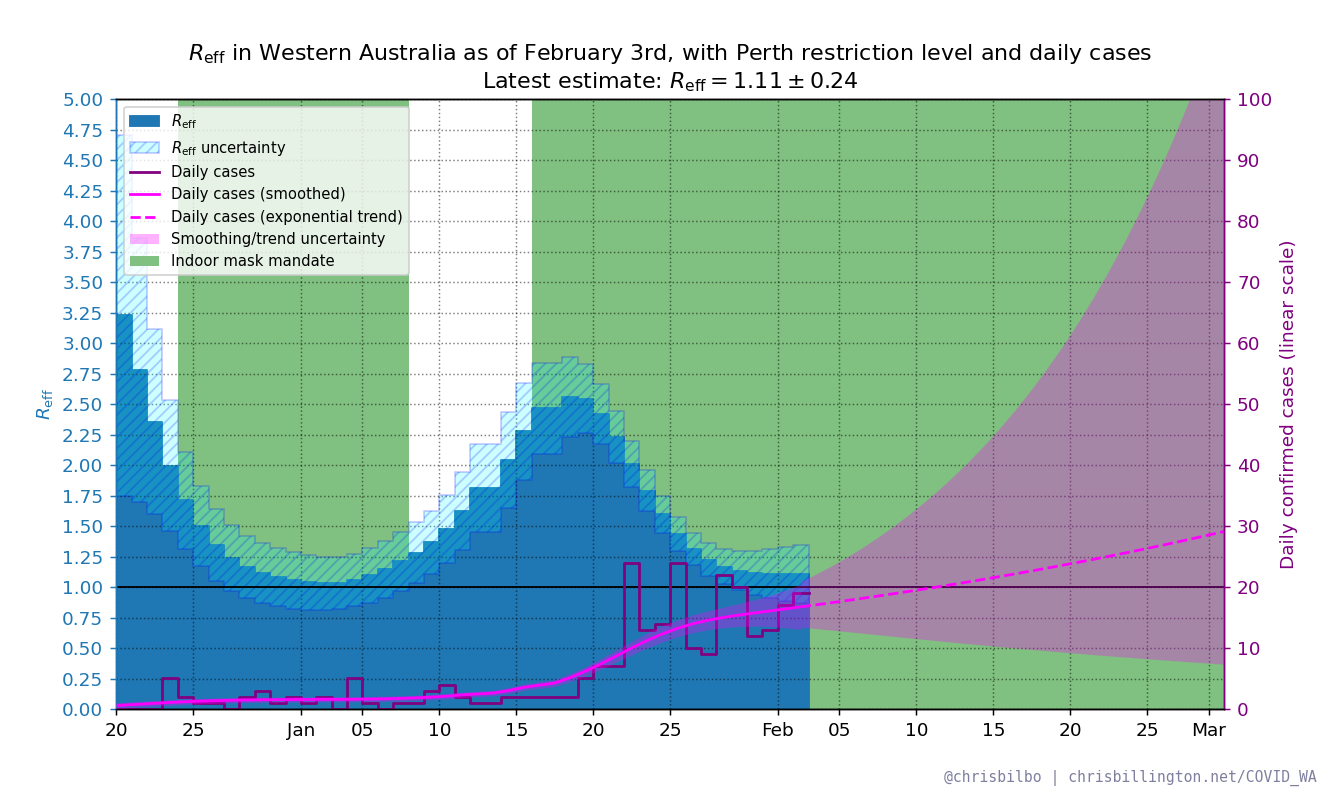 R_eff in Western Australia as of February 3rd, with Perth restriction level and daily cases
Latest estimate: R_eff = 1.11 ± 0.24
R_eff
R_eff uncertainty
Daily cases
Daily cases (smoothed)
Daily cases (exponential trend)
Smoothing/trend uncertainty
Indoor mask mandate
R_eff
5.00
4.75
4.50
4.25
4.00
3.75
3.50
3.25
3.00
2.75
2.50
2.25
2.00
1.75
1.50
1.25
1.00
0.75
0.50
0.25
0.00
100
90
80
70
60
50
40
30
20
10
0
Daily confirmed cases (linear scale)
20 25 Jan 05 10 15 20 25 Feb 05 10 15 20 25 Mar
@chrisbilbo | chrisbillington.net/COVID_WA